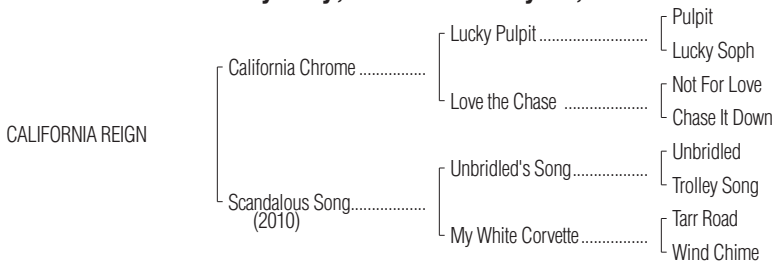 Pulpit
Lucky Pulpit ..................
Lucky Soph
California Chrome ................
Not For Love
Love the Chase ..............
Chase It Down
CALIFORNIA REIGN
Unbridled
Unbridled's Song................
Trolley Song
Scandalous Song..................
(2010)
Tarr Road
My White Corvette................
Wind Chime